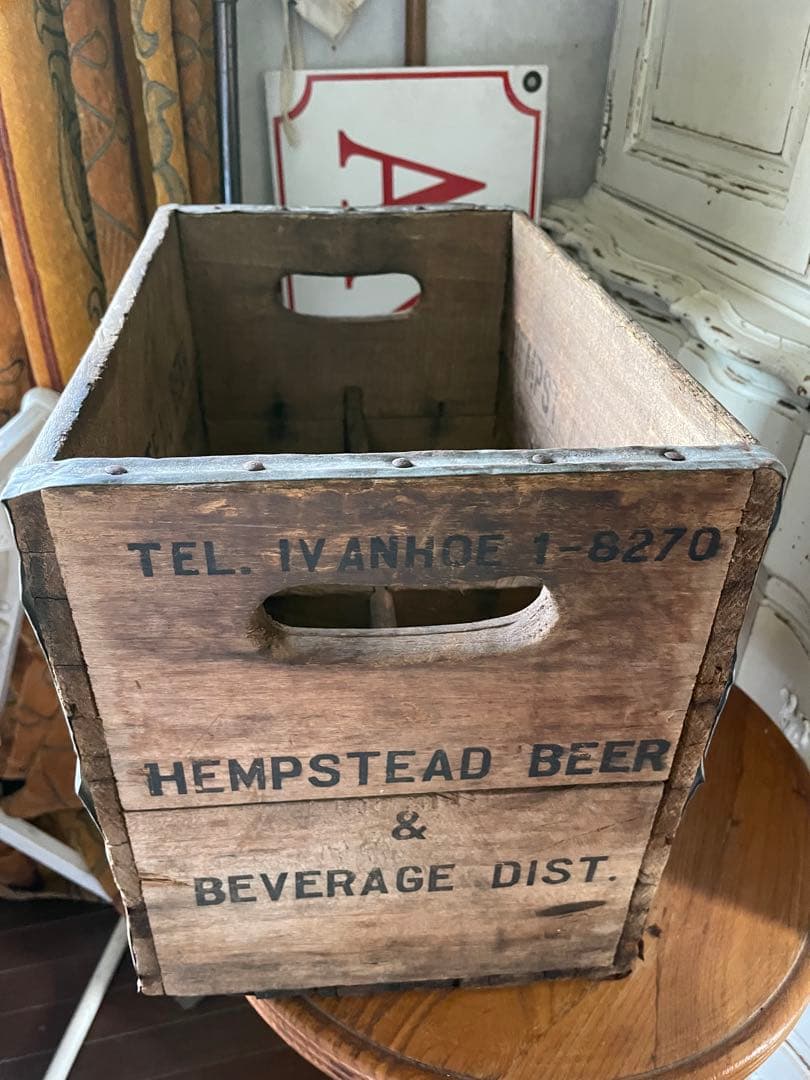 A
TEL. IVANHOE 1-8270
HEMPSTEAD BEER
&
BEVERAGE DIST.